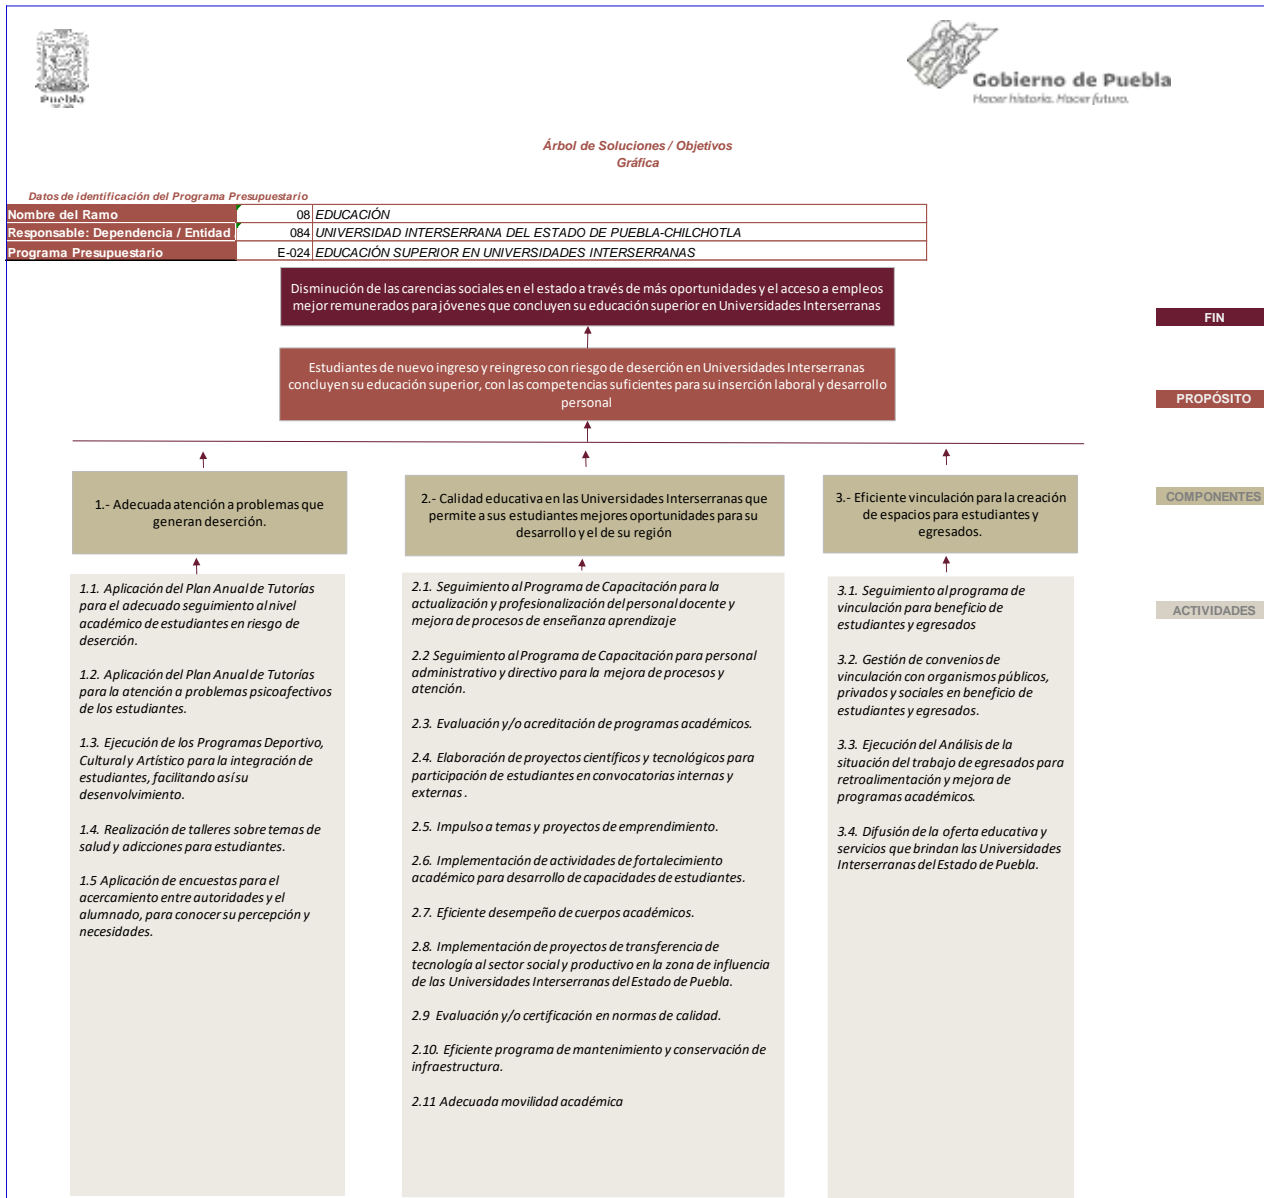 Puebla
Gobierno de Puebla
Hacer historia. Hacer futuro.
Árbol de Soluciones / Objetivos
Gráfica
Datos de identificación del Programa Presupuestario
Nombre del Ramo 08 EDUCACIÓN
Responsable: Dependencia / Entidad 084 UNIVERSIDAD INTERSERRANA DEL ESTADO DE PUEBLA-CHILCHOTLA
Programa Presupuestario E-024 EDUCACIÓN SUPERIOR EN UNIVERSIDADES INTERSERRANAS
Disminución de las carencias sociales en el estado a través de más oportunidades y el acceso a empleos
mejor remunerados para jóvenes que concluyen su educación superior en Universidades Interserranas
FIN
Estudiantes de nuevo ingreso y reingreso con riesgo de deserción en Universidades Interserranas
concluyen su educación superior, con las competencias suficientes para su inserción laboral y desarrollo
personal
PROPÓSITO
1.- Adecuada atención a problemas que
generan deserción.
2.- Calidad educativa en las Universidades Interserranas que
permite a sus estudiantes mejores oportunidades para su
desarrollo y el de su región
3.- Eficiente vinculación para la creación
de espacios para estudiantes y
egresados.
COMPONENTES
1.1. Aplicación del Plan Anual de Tutorías
para el adecuado seguimiento al nivel
académico de estudiantes en riesgo de
deserción.
1.2. Aplicación del Plan Anual de Tutorías
para la atención a problemas psicoafectivos
de los estudiantes.
1.3. Ejecución de los Programas Deportivo,
Cultural y Artístico para la integración de
estudiantes, facilitando así su
desenvolvimiento.
1.4. Realización de talleres sobre temas de
salud y adicciones para estudiantes.
1.5 Aplicación de encuestas para el
acercamiento entre autoridades y el
alumnado, para conocer su percepción y
necesidades.
2.1. Seguimiento al Programa de Capacitación para la
actualización y profesionalización del personal docente y
mejora de procesos de enseñanza aprendizaje
2.2 Seguimiento al Programa de Capacitación para personal
administrativo y directivo para la mejora de procesos y
atención.
2.3. Evaluación y/o acreditación de programas académicos.
2.4. Elaboración de proyectos científicos y tecnológicos para
participación de estudiantes en convocatorias internas y
externas .
2.5. Impulso a temas y proyectos de emprendimiento.
2.6. Implementación de actividades de fortalecimiento
académico para desarrollo de capacidades de estudiantes.
2.7. Eficiente desempeño de cuerpos académicos.
2.8. Implementación de proyectos de transferencia de
tecnología al sector social y productivo en la zona de influencia
de las Universidades Interserranas del Estado de Puebla.
2.9 Evaluación y/o certificación en normas de calidad.
2.10. Eficiente programa de mantenimiento y conservación de
infraestructura.
2.11 Adecuada movilidad académica
3.1. Seguimiento al programa de
vinculación para beneficio de
estudiantes y egresados
3.2. Gestión de convenios de
vinculación con organismos públicos,
privados y sociales en beneficio de
estudiantes y egresados.
3.3. Ejecución del Análisis de la
situación del trabajo de egresados para
retroalimentación y mejora de
programas académicos.
3.4. Difusión de la oferta educativa y
servicios que brindan las Universidades
Interserranas del Estado de Puebla.
ACTIVIDADES